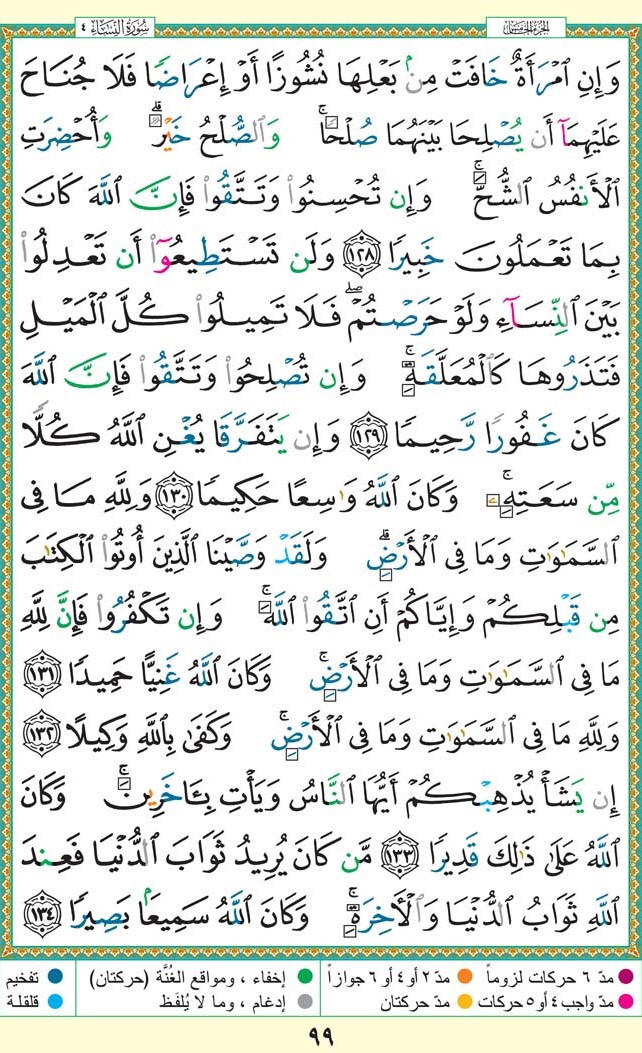 سُورَةُ النِّسَاءِ ٤
الجزء الخامس
وَإِنِ ٱمْرَأَةٌ خَافَتْ مِنۢ بَعْلِهَا نُشُوزًا أَوْ إِعْرَاضًا فَلَا جُنَاحَ
عَلَيْهِمَآ أَن يُصْلِحَا بَيْنَهُمَا صُلْحًاۚ وَٱلصُّلْحُ خَيْرٌۗ وَأُحْضِرَتِ
ٱلْأَنفُسُ ٱلشُّحَّۚ وَإِن تُحْسِنُوا۟ وَتَتَّقُوا۟ فَإِنَّ ٱللَّهَ كَانَ
بِمَا تَعْمَلُونَ خَبِيرًا ١٢٨ وَلَن تَسْتَطِيعُوٓا۟ أَن تَعْدِلُوا۟
بَيْنَ ٱلنِّسَآءِ وَلَوْ حَرَصْتُمْۖ فَلَا تَمِيلُوا۟ كُلَّ ٱلْمَيْلِ
فَتَذَرُوهَا كَٱلْمُعَلَّقَةِۚ وَإِن تُصْلِحُوا۟ وَتَتَّقُوا۟ فَإِنَّ ٱللَّهَ
كَانَ غَفُورًا رَّحِيمًا ١٢٩ وَإِن يَتَفَرَّقَا يُغْنِ ٱللَّهُ كُلًّا
مِّن سَعَتِهِۦۚ وَكَانَ ٱللَّهُ وَٰسِعًا حَكِيمًا ١٣٠ وَلِلَّهِ مَا فِى
ٱلسَّمَـٰوَٰتِ وَمَا فِى ٱلْأَرْضِۗ وَلَقَدْ وَصَّيْنَا ٱلَّذِينَ أُوتُوا۟ ٱلْكِتَـٰبَ
مِن قَبْلِكُمْ وَإِيَّاكُمْ أَنِ ٱتَّقُوا۟ ٱللَّهَۚ وَإِن تَكْفُرُوا۟ فَإِنَّ لِلَّهِ
مَا فِى ٱلسَّمَـٰوَٰتِ وَمَا فِى ٱلْأَرْضِۚ وَكَانَ ٱللَّهُ غَنِيًّا حَمِيدًا ١٣١
وَلِلَّهِ مَا فِى ٱلسَّمَـٰوَٰتِ وَمَا فِى ٱلْأَرْضِۚ وَكَفَىٰ بِٱللَّهِ وَكِيلًا ١٣٢
إِن يَشَأْ يُذْهِبْكُمْ أَيُّهَا ٱلنَّاسُ وَيَأْتِ بِـَٔاخَرِينَۚ وَكَانَ
ٱللَّهُ عَلَىٰ ذَٰلِكَ قَدِيرًا ١٣٣ مَّن كَانَ يُرِيدُ ثَوَابَ ٱلدُّنْيَا فَعِندَ
ٱللَّهِ ثَوَابُ ٱلدُّنْيَا وَٱلْأَخِرَةِۚ وَكَانَ ٱللَّهُ سَمِيعًۢا بَصِيرًا ١٣٤
مدّ ٦ حركات لزوماً مدّ ٢ أو ٤ أو ٦ جوازاً إخفاء ، ومواقع الغُنَّة (حركتان) تفخيم
مدّ واجب ٤ أو ٥ حركات مدّ حركتان إدغام ، وما لا يُلفَظ قلقلة
٩٩